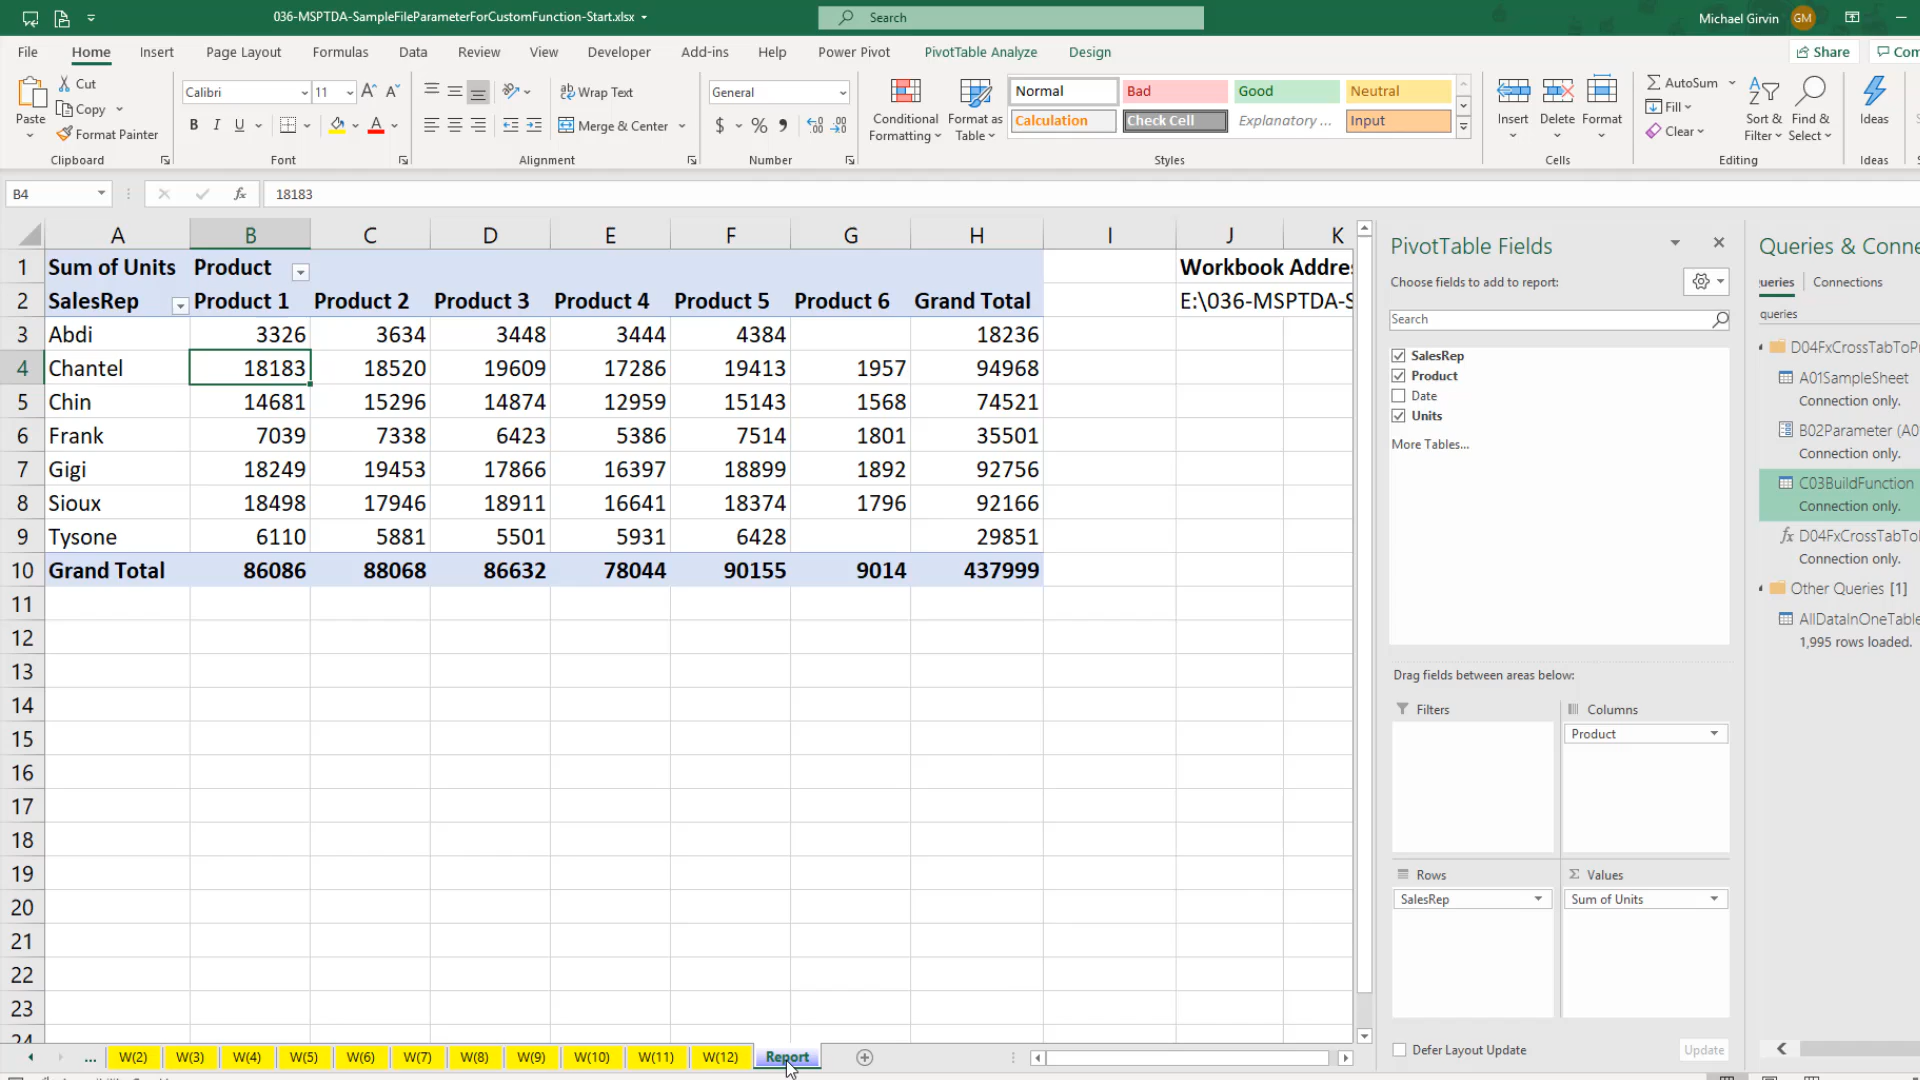 036-MSPTDA-SampleFileParameterForCustomFunction-Start.xlsx
Search
Michael Girvin
GM
File Home Insert Page Layout Formulas Data Review View Developer Add-ins Help Power Pivot PivotTable Analyze Design
Share
Com
Cut
Copy
Format Painter
Paste
Calibri 11
B I U
Wrap Text
Merge & Center
General
$ %
Conditional Formatting
Format as Table
Normal Bad Good Neutral
Calculation Check Cell Explanatory ... Input
Insert Delete Format
AutoSum
Fill
Clear
Sort & Filter
Find & Select
Ideas
Clipboard Font Alignment Number Styles Cells Editing Ideas
B4 fx 18183
A B C D E F G H I J K
1 Sum of Units Product Workbook Addres
2 SalesRep Product 1 Product 2 Product 3 Product 4 Product 5 Product 6 Grand Total E:\036-MSPTDA-S
3 Abdi 3326 3634 3448 3444 4384 18236
4 Chantel 18183 18520 19609 17286 19413 1957 94968
5 Chin 14681 15296 14874 12959 15143 1568 74521
6 Frank 7039 7338 6423 5386 7514 1801 35501
7 Gigi 18249 19453 17866 16397 18899 1892 92756
8 Sioux 18498 17946 18911 16641 18374 1796 92166
9 Tysone 6110 5881 5501 5931 6428 29851
10 Grand Total 86086 88068 86632 78044 90155 9014 437999
11
12
13
14
15
16
17
18
19
20
21
22
23
24
... W(2) W(3) W(4) W(5) W(6) W(7) W(8) W(9) W(10) W(11) W(12) Report
PivotTable Fields
Choose fields to add to report:
Search
SalesRep
Product
Date
Units
More Tables...
Drag fields between areas below:
Filters
Columns
Product
Rows
SalesRep
Values
Sum of Units
Defer Layout Update
Update
Queries & Conne
ueries Connections
queries
D04FxCrossTabToPr
A01SampleSheet
Connection only.
B02Parameter (A0
Connection only.
C03BuildFunction
Connection only.
fx D04FxCrossTabTo
Connection only.
Other Queries [1]
AllDataInOneTable
1,995 rows loaded.